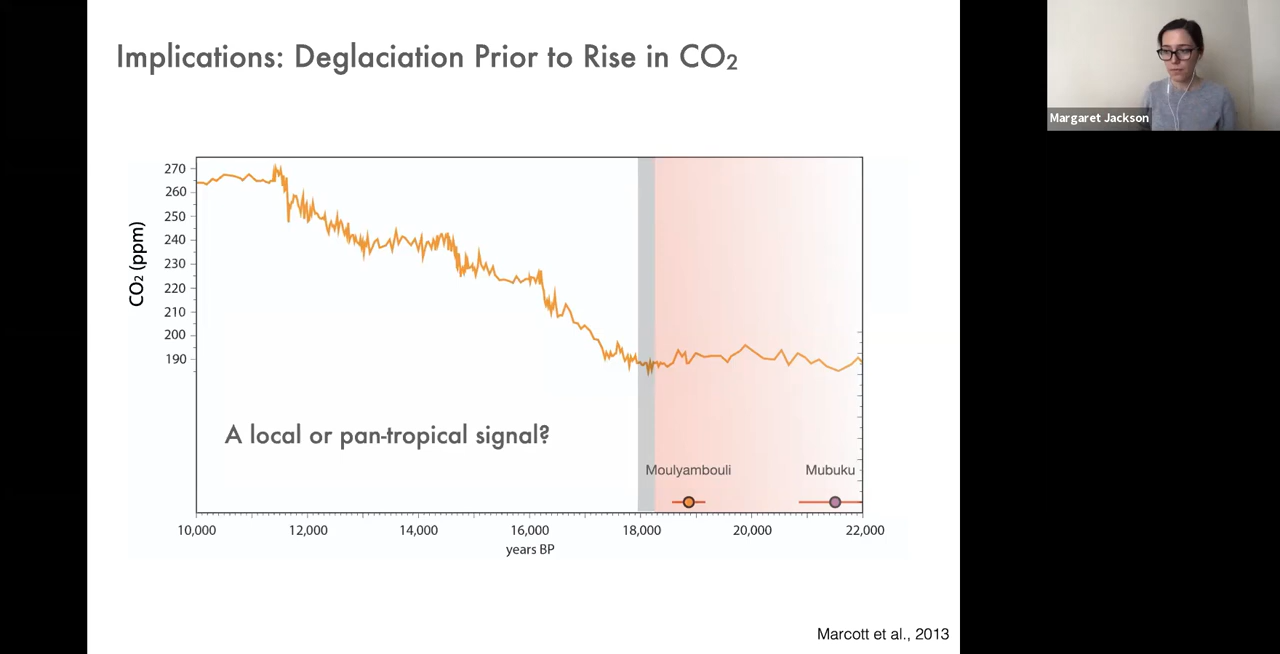 Implications: Deglaciation Prior to Rise in CO₂
Margaret Jackson
270
260
250
240
230
220
210
200
190
CO₂ (ppm)
A local or pan-tropical signal?
Moulyambouli
Mubuku
10,000
12,000
14,000
16,000
18,000
20,000
22,000
years BP
Marcott et al., 2013